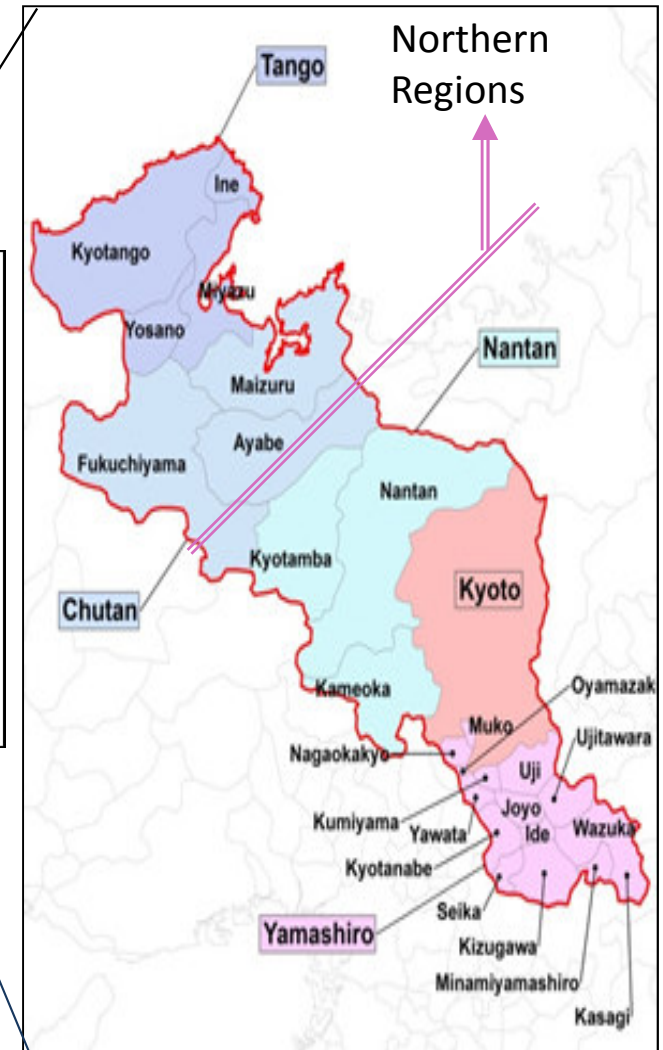 Northern
Regions
Tango
Ine
Kyotango
Miyazu
Yosano
Nantan
Maizuru
Ayabe
Fukuchiyama
Nantan
Kyotamba
Kyoto
Chutan
Kameoka
Oyamazak
Muko
Ujitawara
Nagaokakyo
Uji
Joyo
Kumiyama
Wazuka
Yawata
Ide
Kyotanabe
Seika
Yamashiro
Kizugawa
Minamiyamashiro
Kasagi